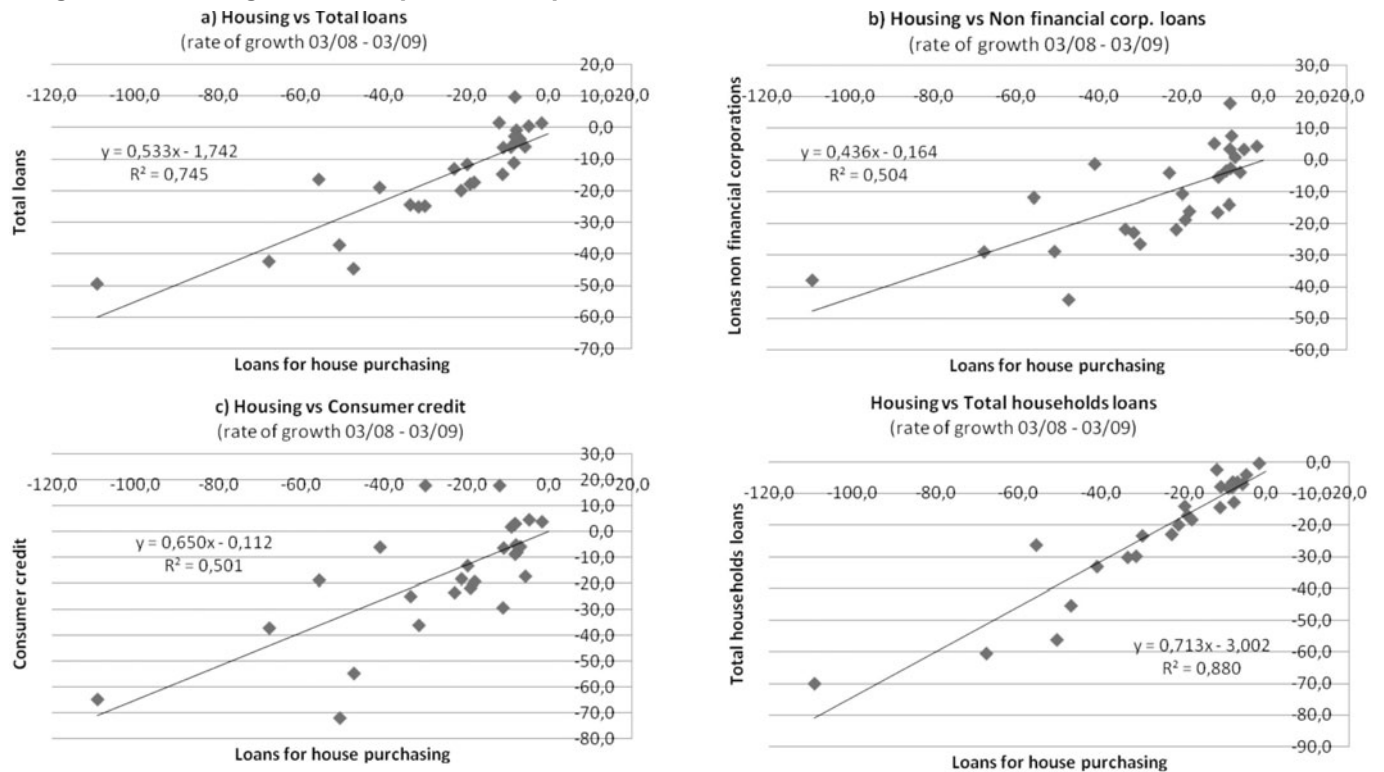 a) Housing vs Total loans
(rate of growth 03/08 - 03/09)
20,0
-120,0 -100,0 -80,0 -60,0 -40,0 -20,0 0,0 20,0
10,0
0,0
y = 0,533x - 1,742
R² = 0,745
-10,0
-20,0
-30,0
-40,0
-50,0
-60,0
-70,0
Total loans
Loans for house purchasing
b) Housing vs Non financial corp. loans
(rate of growth 03/08 - 03/09)
30,0
-120,0 -100,0 -80,0 -60,0 -40,0 -20,0 0,0 20,0
10,0
0,0
y = 0,436x - 0,164
R² = 0,504
-10,0
-20,0
-30,0
-40,0
-50,0
-60,0
Lonas non financial corporations
Loans for house purchasing
c) Housing vs Consumer credit
(rate of growth 03/08 - 03/09)
30,0
-120,0 -100,0 -80,0 -60,0 -40,0 -20,0 0,0 20,0
20,0
10,0
0,0
y = 0,650x - 0,112
R² = 0,501
-10,0
-20,0
-30,0
-40,0
-50,0
-60,0
-70,0
-80,0
Consumer credit
Loans for house purchasing
Housing vs Total households loans
(rate of growth 03/08 - 03/09)
0,0
-120,0 -100,0 -80,0 -60,0 -40,0 -20,0 0,0 20,0
-10,0
-20,0
-30,0
-40,0
-50,0
y = 0,713x - 3,002
R² = 0,880
-60,0
-70,0
-80,0
-90,0
Total households loans
Loans for house purchasing